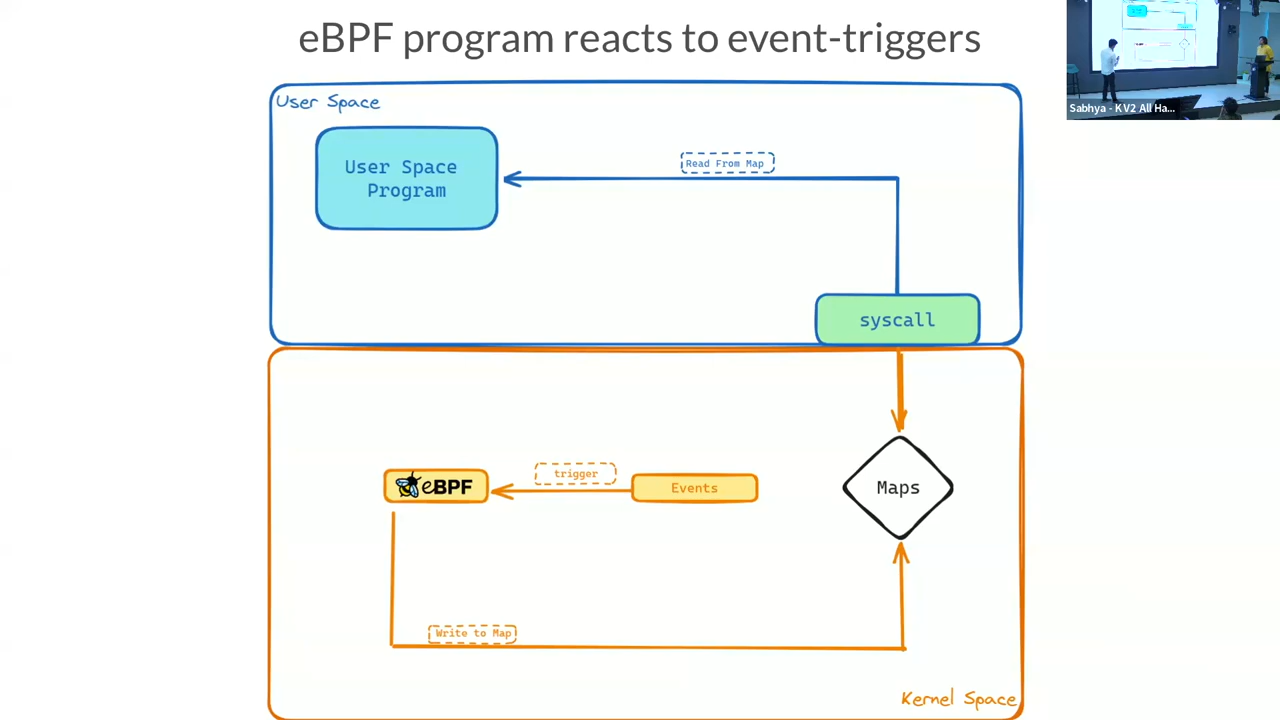 eBPF program reacts to event-triggers
Sabhya - KV2 All Ha...
User Space
User Space
Program
Read From Map
syscall
eBPF
trigger
Events
Maps
Write to Map
Kernel Space